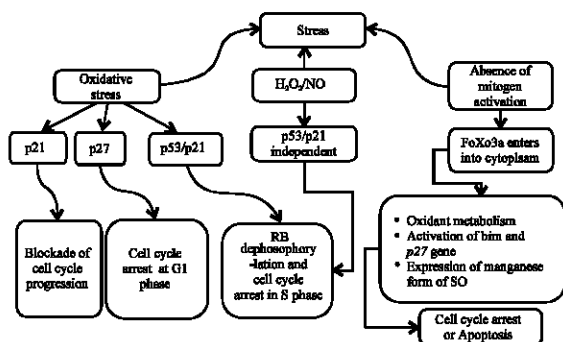 Stress
Oxidative
stress
H₂O₂/NO
Absence of
mitogen
activation
p21
p27
p53/p21
p53/p21
independent
FoXo3a enters
into cytoplasm
Blockade of
cell cycle
progression
Cell cycle
arrest at G1
phase
RB
dephosophory
-lation and
cell cycle
arrest in S phase
• Oxidant metabolism
• Activation of bim and
p27 gene
• Expression of manganese
form of SO
Cell cycle arrest
or Apoptosis